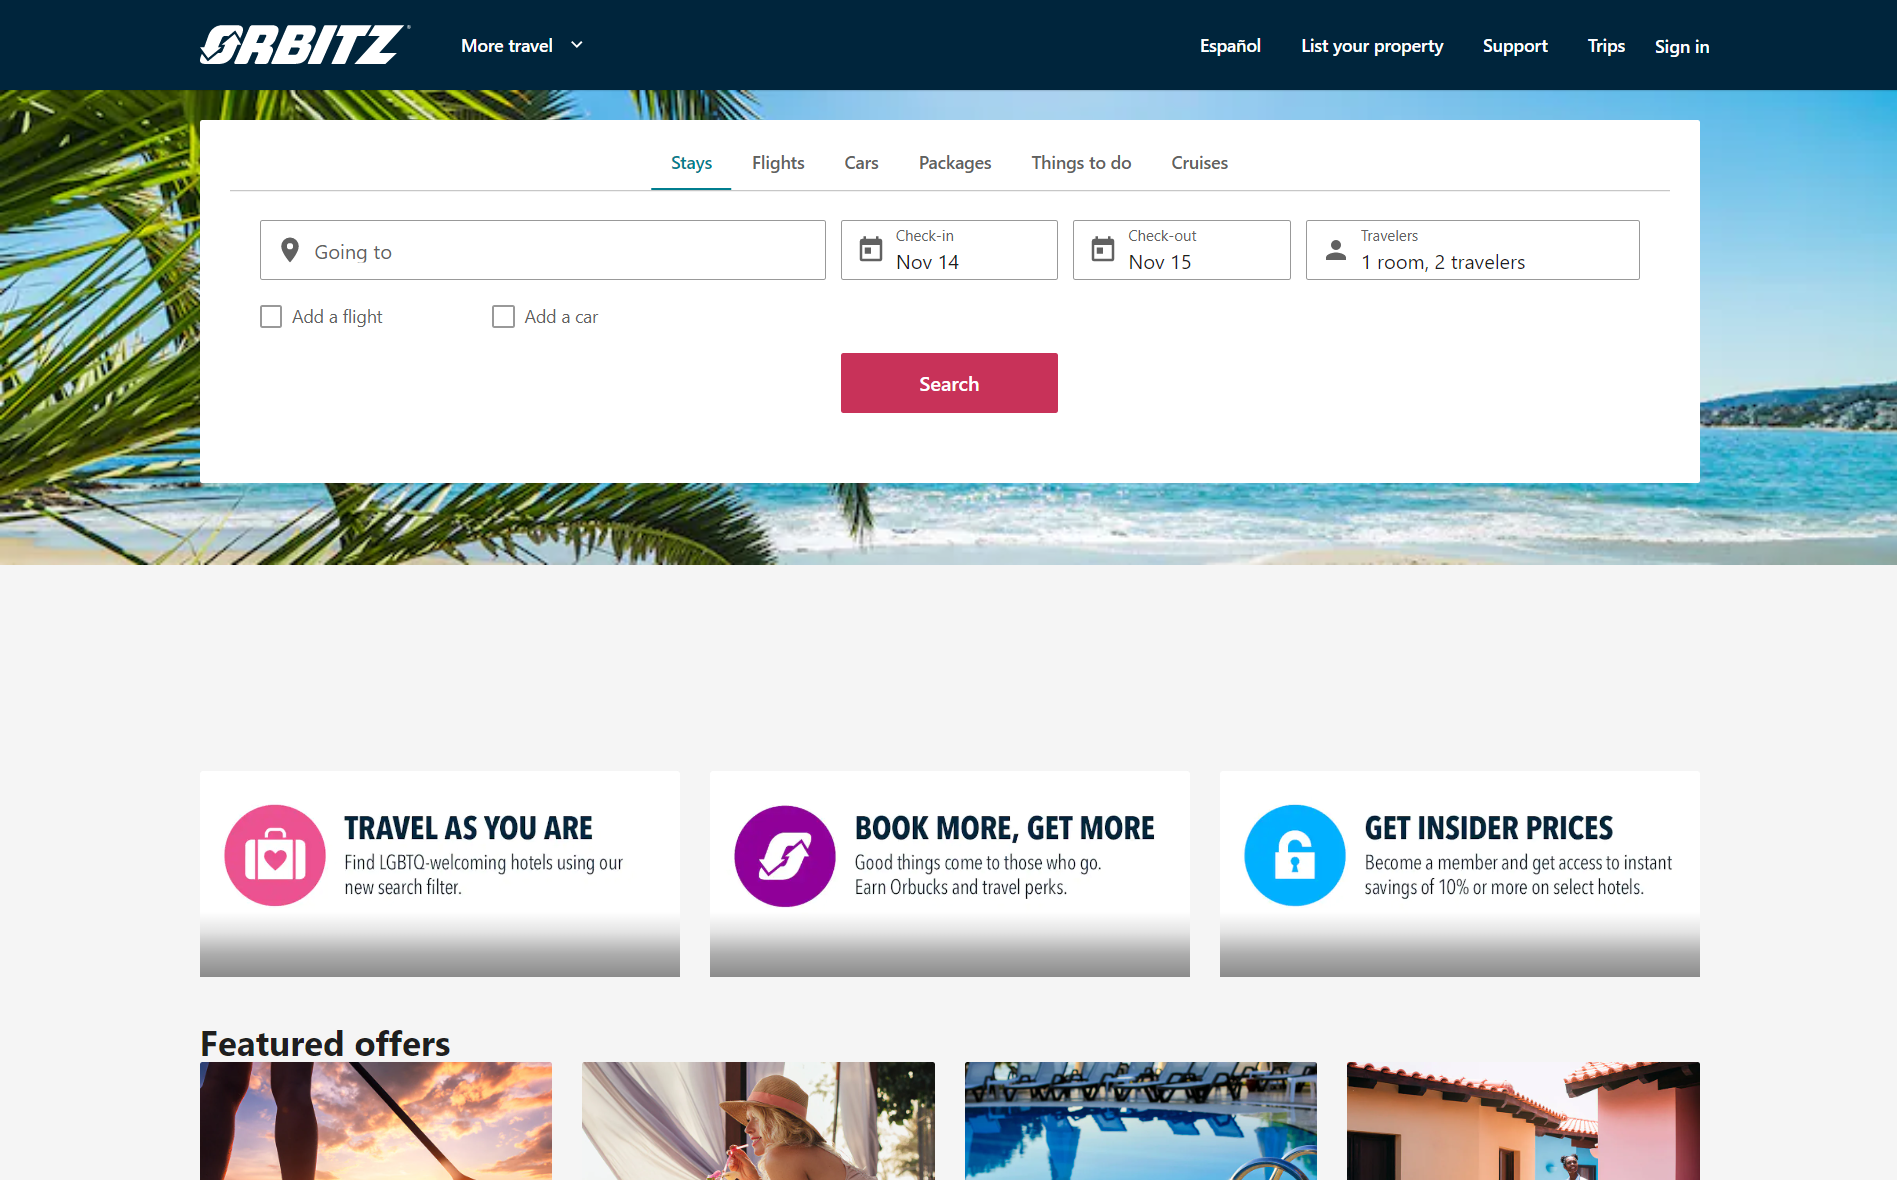 ORBITZ
More travel
Español
List your property
Support
Trips
Sign in
Stays
Flights
Cars
Packages
Things to do
Cruises
Going to
Check-in
Nov 14
Check-out
Nov 15
Travelers
1 room, 2 travelers
Add a flight
Add a car
Search
TRAVEL AS YOU ARE
Find LGBTQ-welcoming hotels using our
new search filter.
BOOK MORE, GET MORE
Good things come to those who go.
Earn Orbucks and travel perks.
GET INSIDER PRICES
Become a member and get access to instant
savings of 10% or more on select hotels.
Featured offers